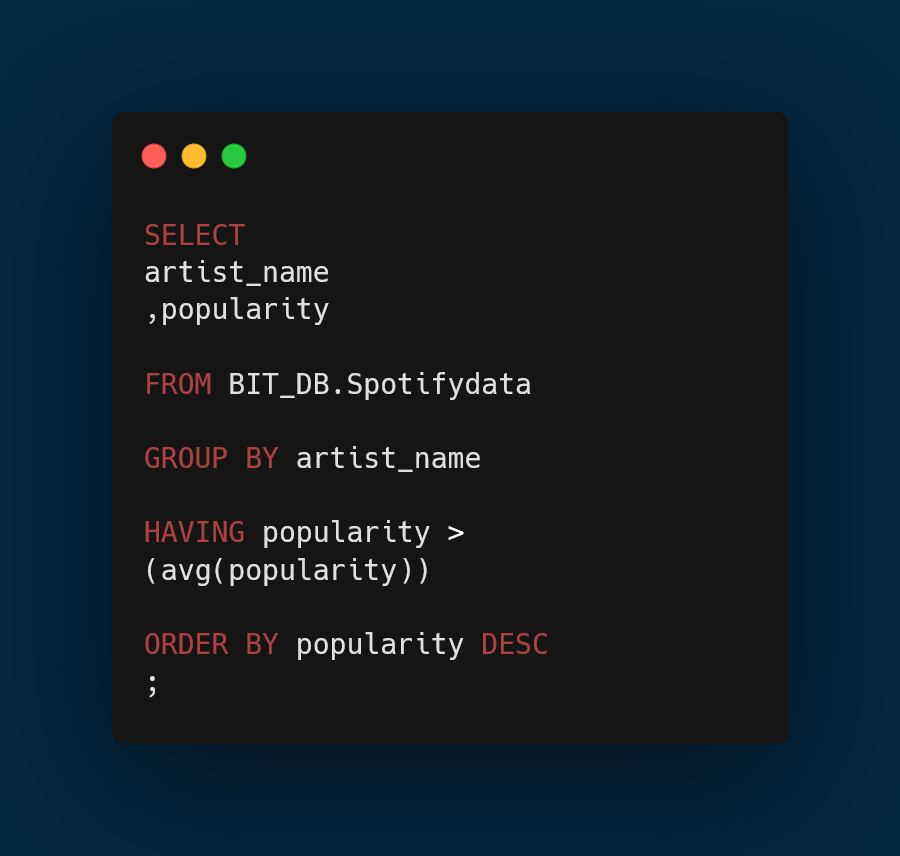 SELECT
artist_name
,popularity
FROM BIT_DB.Spotifydata
GROUP BY artist_name
HAVING popularity >
(avg(popularity))
ORDER BY popularity DESC
;